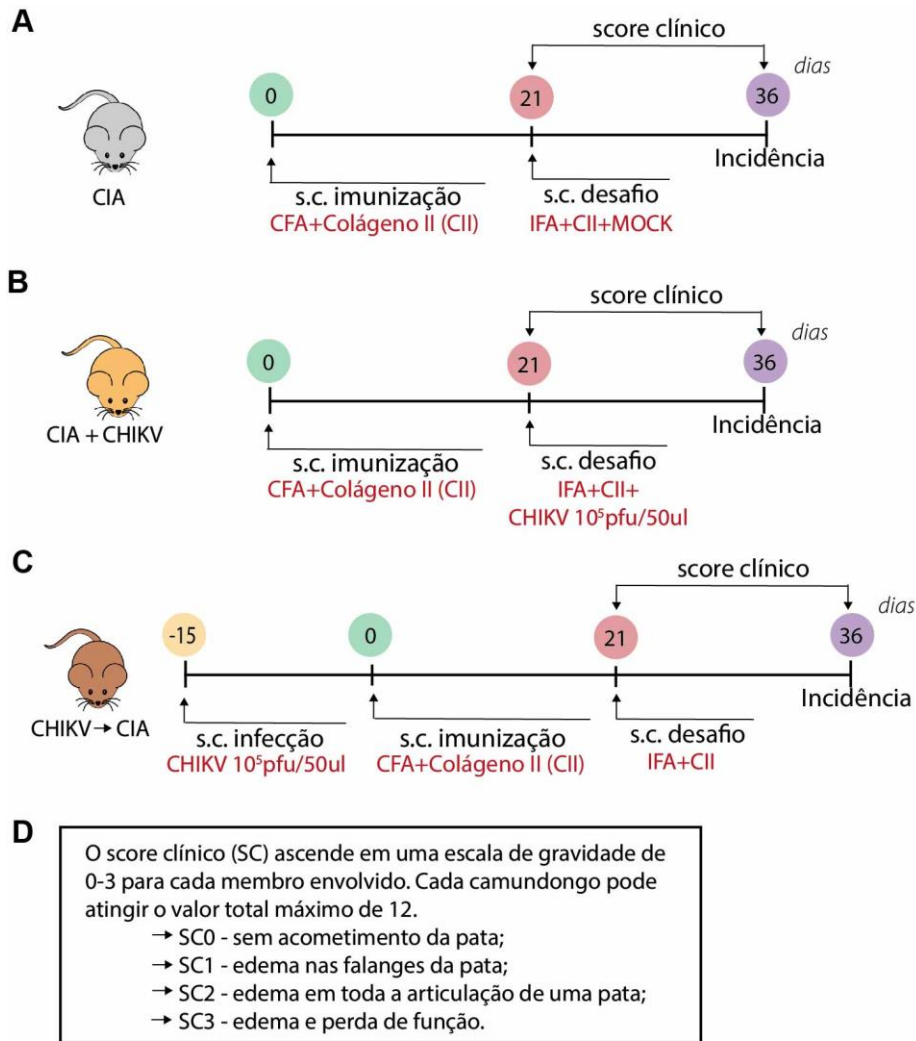 A
score clínico
dias
0
21
36
CIA
Incidência
s.c. imunização
s.c. desafio
CFA+Colágeno II (CII)
IFA+CII+MOCK
B
score clínico
dias
0
21
36
CIA + CHIKV
Incidência
s.c. imunização
s.c. desafio
CFA+Colágeno II (CII)
IFA+CII+
CHIKV 10⁵pfu/50ul
C
score clínico
dias
-15
0
21
36
CHIKV → CIA
Incidência
s.c. infecção
s.c. imunização
s.c. desafio
CHIKV 10⁵pfu/50ul
CFA+Colágeno II (CII)
IFA+CII
D
O score clínico (SC) ascende em uma escala de gravidade de
0-3 para cada membro envolvido. Cada camundongo pode
atingir o valor total máximo de 12.
→ SC0 - sem acometimento da pata;
→ SC1 - edema nas falanges da pata;
→ SC2 - edema em toda a articulação de uma pata;
→ SC3 - edema e perda de função.